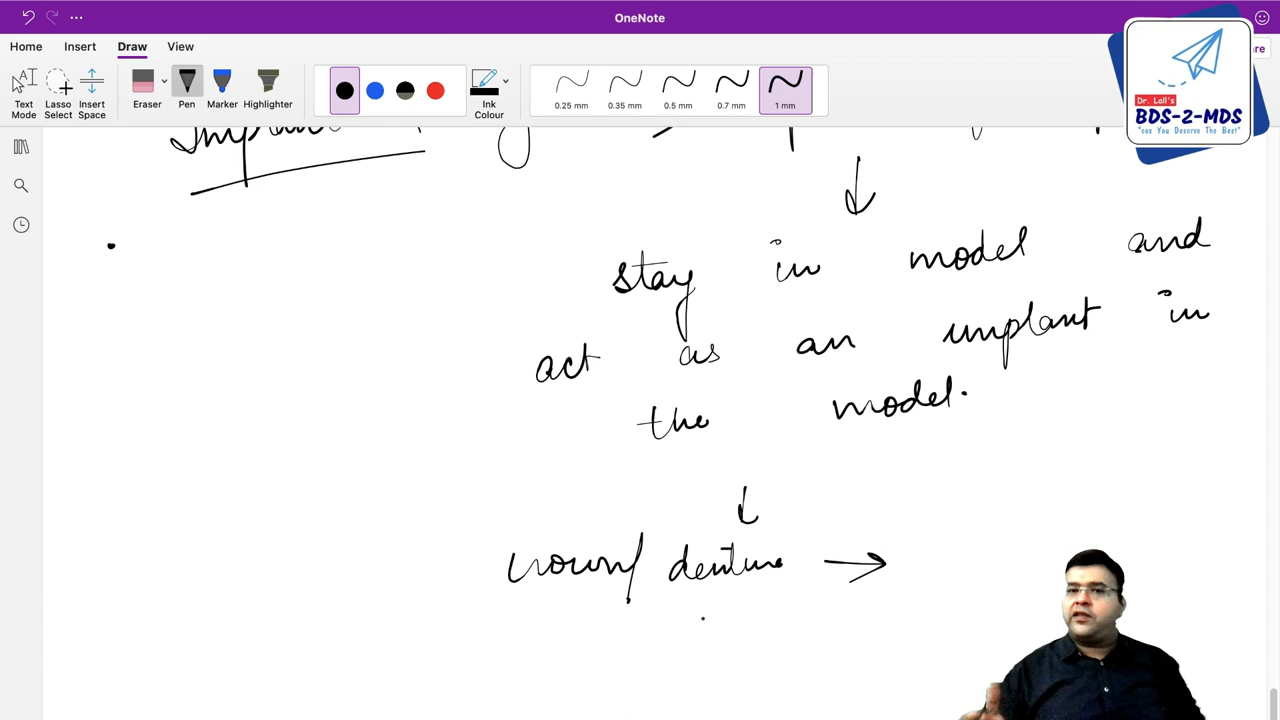 OneNote
Home Insert Draw View
are
Text Mode
Lasso Select
Insert Space
Eraser
Pen
Marker
Highlighter
Ink Colour
0.25 mm
0.35 mm
0.5 mm
0.7 mm
1 mm
Dr. Lall's
BDS-2-MDS
"cos You Deserve The Best"
stay in model and
act as an implant in
the model.
crown/ denture →